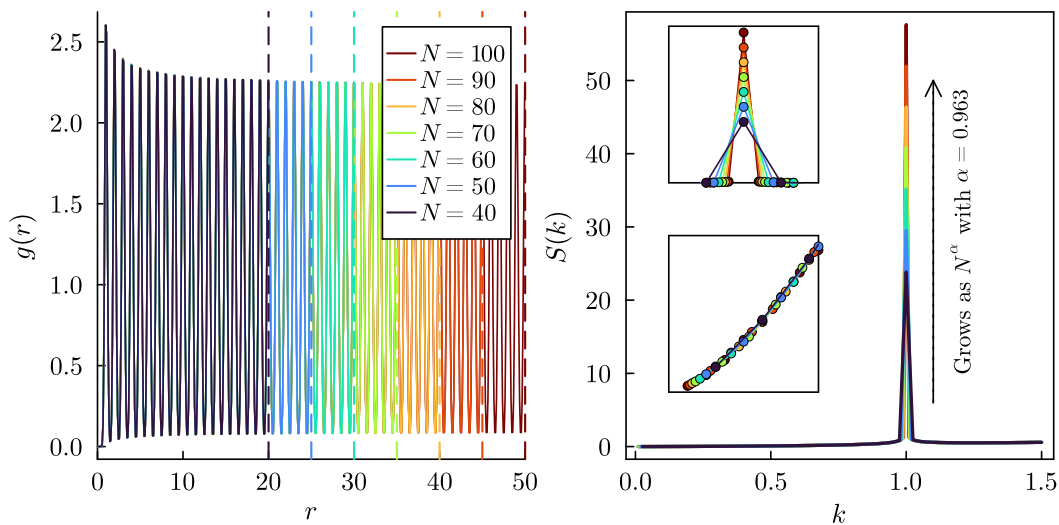 2.5
2.0
1.5
1.0
0.5
0.0
g(r)
0
10
20
30
40
50
r
N = 100
N = 90
N = 80
N = 70
N = 60
N = 50
N = 40
50
40
30
20
10
0
S(k)
0.0
0.5
1.0
1.5
k
Grows as N^α with α = 0.963